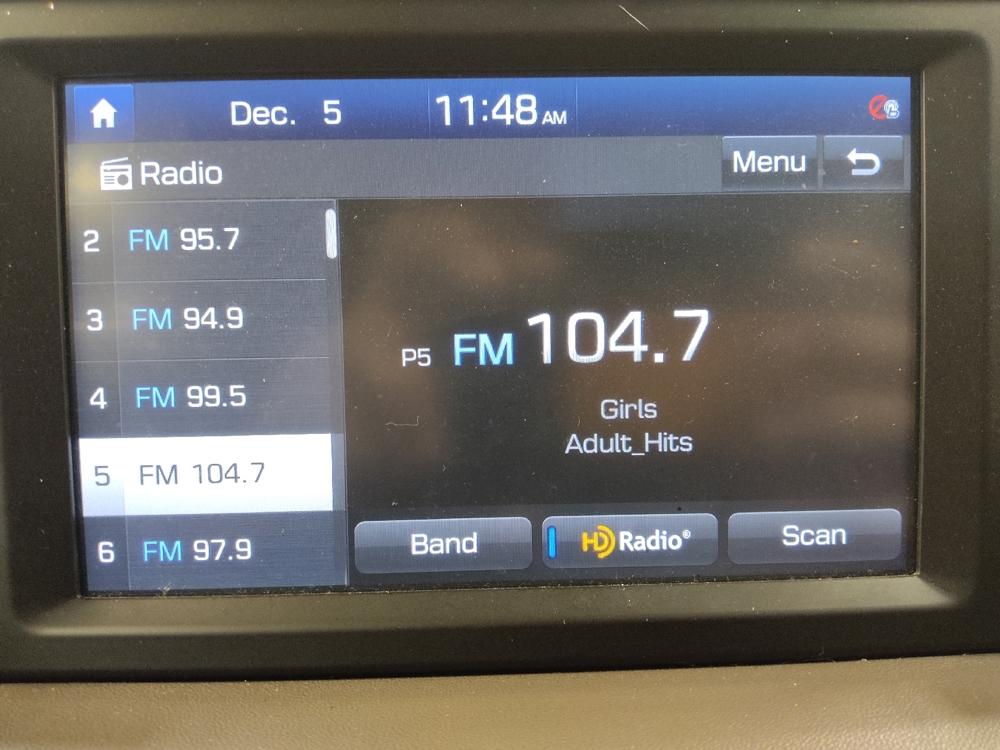 Dec. 5 11:48 AM
Radio Menu
2 FM 95.7
3 FM 94.9
4 FM 99.5
5 FM 104.7
6 FM 97.9
P5 FM 104.7
Girls
Adult_Hits
Band HD Radio® Scan